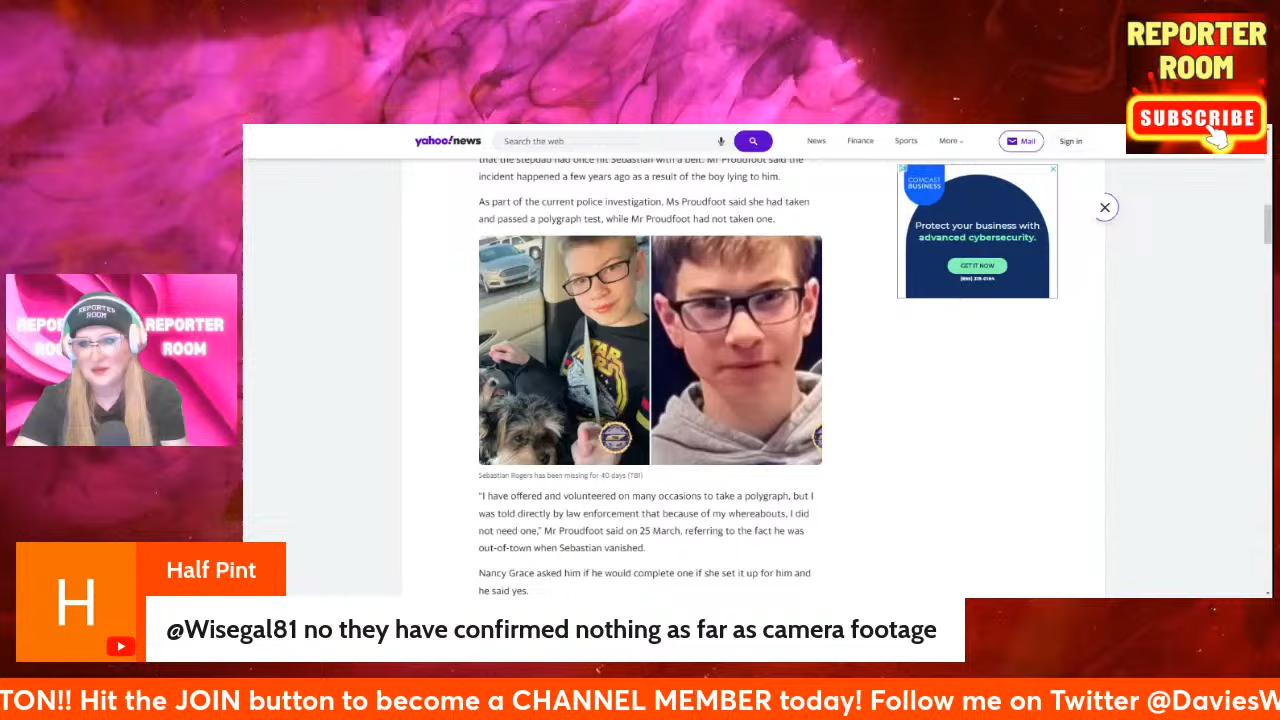 REPORTER
ROOM
SUBSCRIBE
yahoo!news
Search the web
News
Finance
Sports
More
Mail
Sign in
that the stepdad had once hit Sebastian with a belt. Mr Proudfoot said the
incident happened a few years ago as a result of the boy lying to him.
As part of the current police investigation, Ms Proudfoot said she had taken
and passed a polygraph test, while Mr Proudfoot had not taken one.
COMCAST
BUSINESS
Protect your business with
advanced cybersecurity.
GET IT NOW
STAR
WARS
REPORTER
ROOM
REPORTER
ROOM
Sebastian Rogers has been missing for 40 days (TBI)
"I have offered and volunteered on many occasions to take a polygraph, but I
was told directly by law enforcement that because of my whereabouts, I did
not need one," Mr Proudfoot said on 25 March, referring to the fact he was
out-of-town when Sebastian vanished.
Nancy Grace asked him if he would complete one if she set it up for him and
he said yes.
H
Half Pint
@Wisegal81 no they have confirmed nothing as far as camera footage
TON!! Hit the JOIN button to become a CHANNEL MEMBER today! Follow me on Twitter @DaviesW